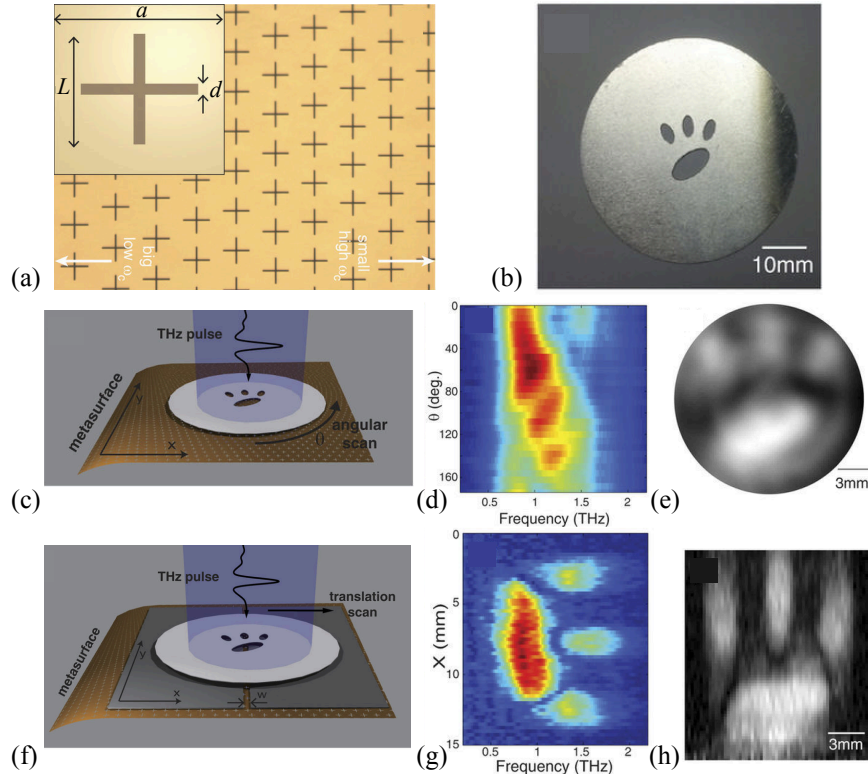 a
L
d
big
low ω_c
small
high ω_c
(a)
10mm
(b)
THz pulse
metasurface
y
x
angular
scan
θ
(c)
0
40
80
120
160
θ (deg.)
0.5
1
1.5
2
Frequency (THz)
(d)
3mm
(e)
THz pulse
translation
scan
metasurface
y
x
w
(f)
0
5
10
15
X (mm)
0.5
1
1.5
2
Frequency (THz)
(g)
3mm
(h)